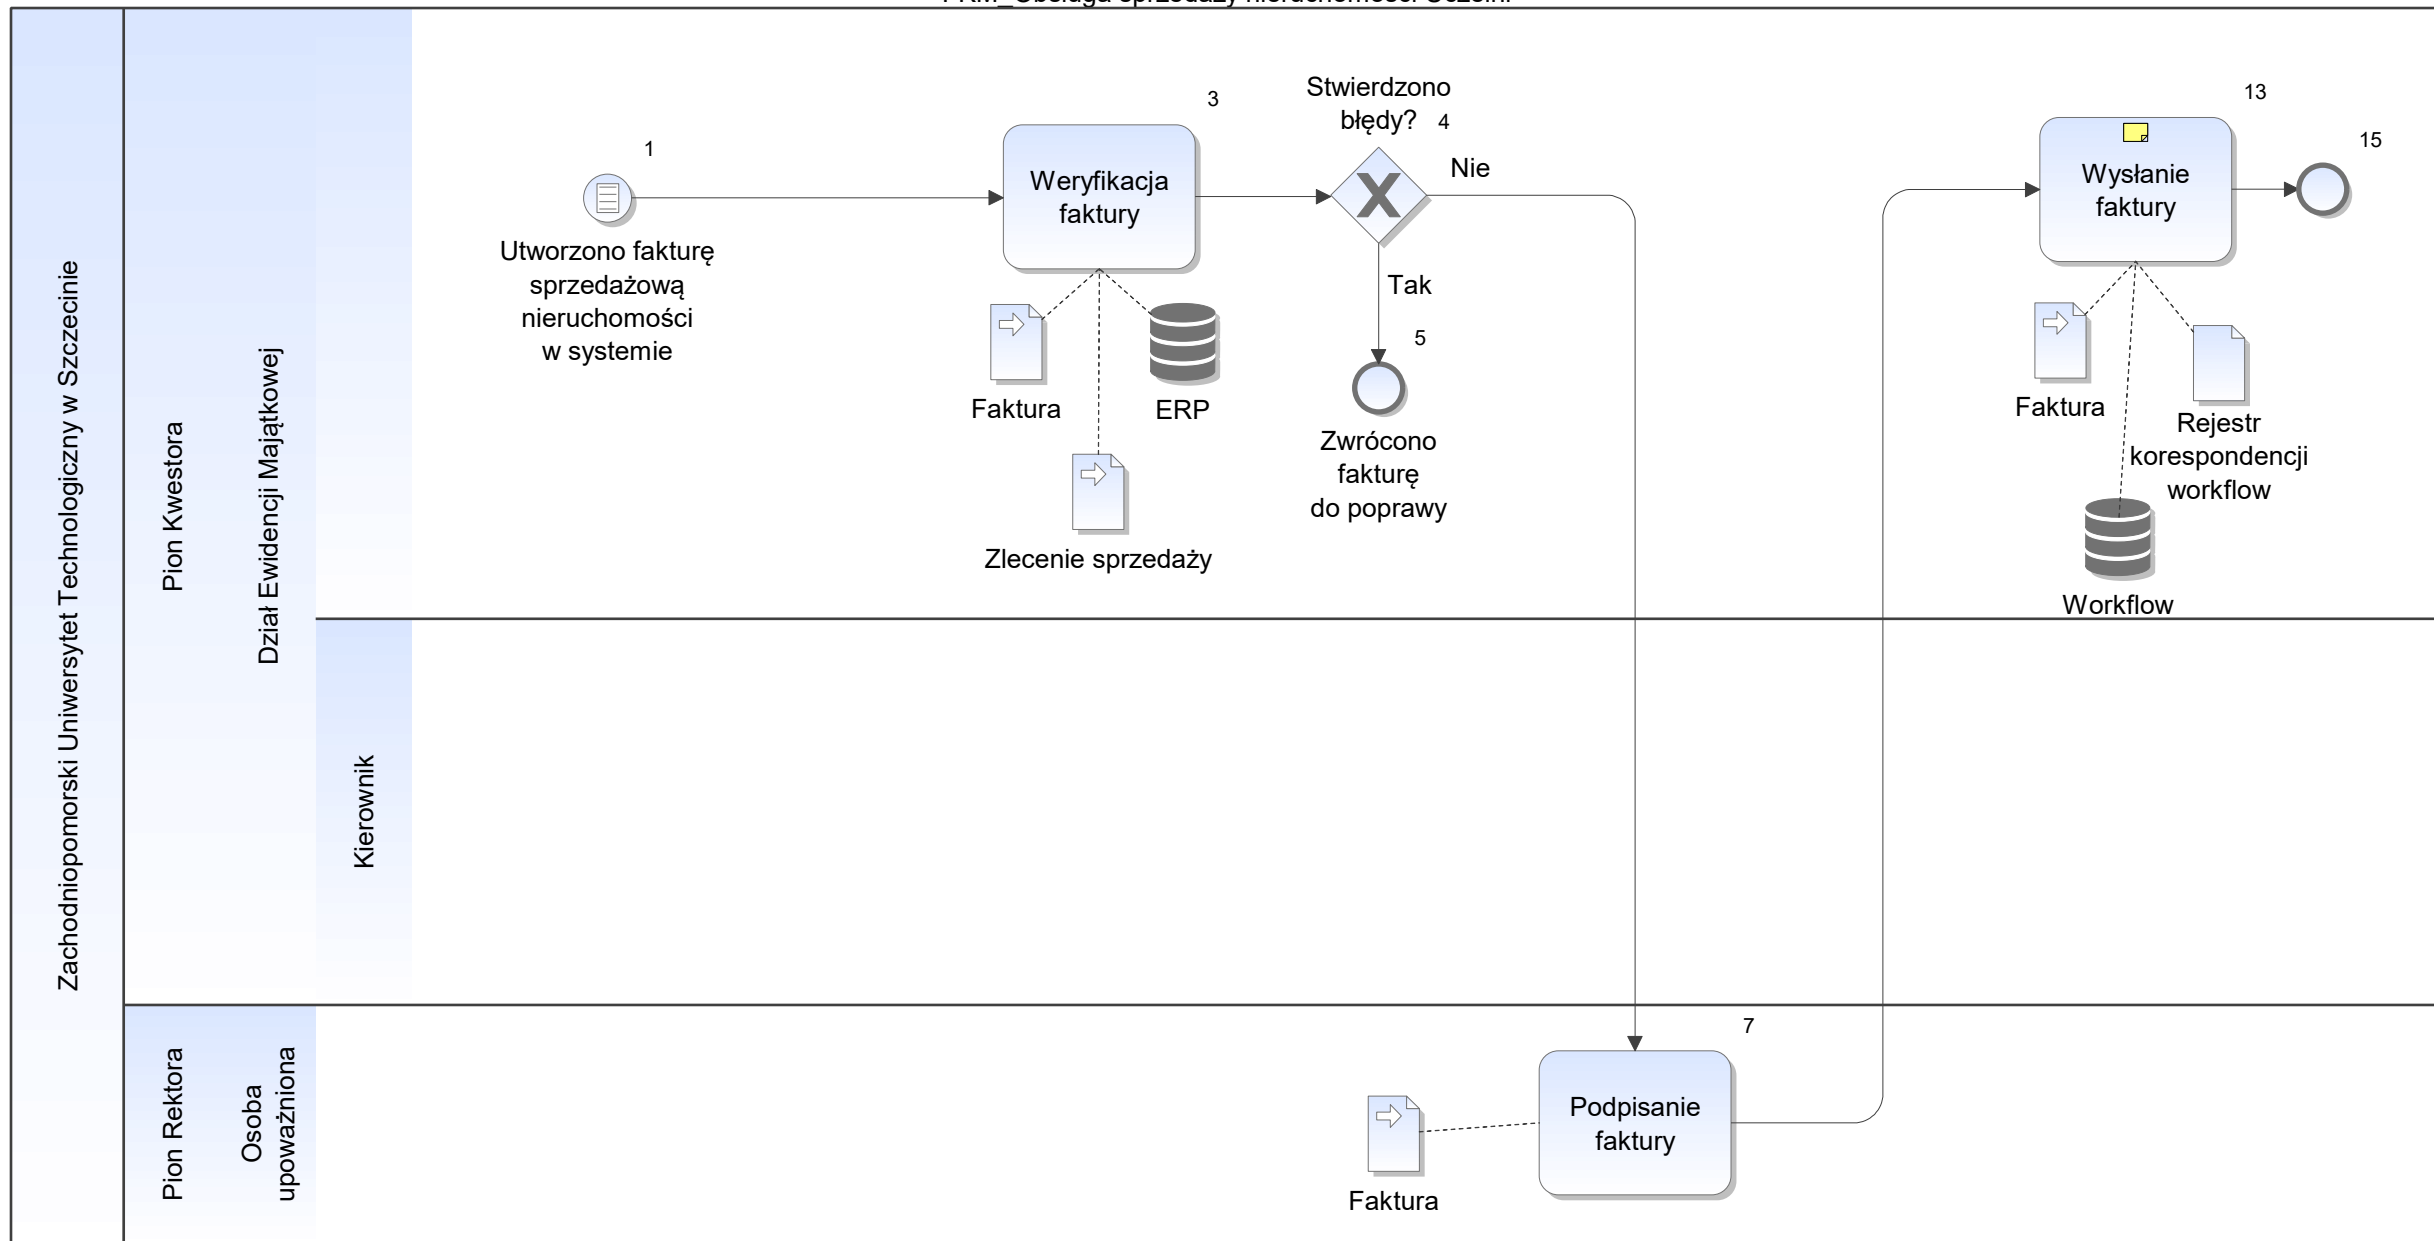 Zachodniopomorski Uniwersytet Technologiczny w Szczecinie
Pion Kwestora
Dział Ewidencji Majątkowej
1
Utworzono fakturę
sprzedażową
nieruchomości
w systemie
3
Weryfikacja
faktury
Faktura
ERP
Zlecenie sprzedaży
Stwierdzono
błędy?
4
Nie
Tak
5
Zwrócono
fakturę
do poprawy
13
Wysłanie
faktury
15
Faktura
Rejestr
korespondencji
workflow
Workflow
Kierownik
Pion Rektora
Osoba
upoważniona
7
Podpisanie
faktury
Faktura